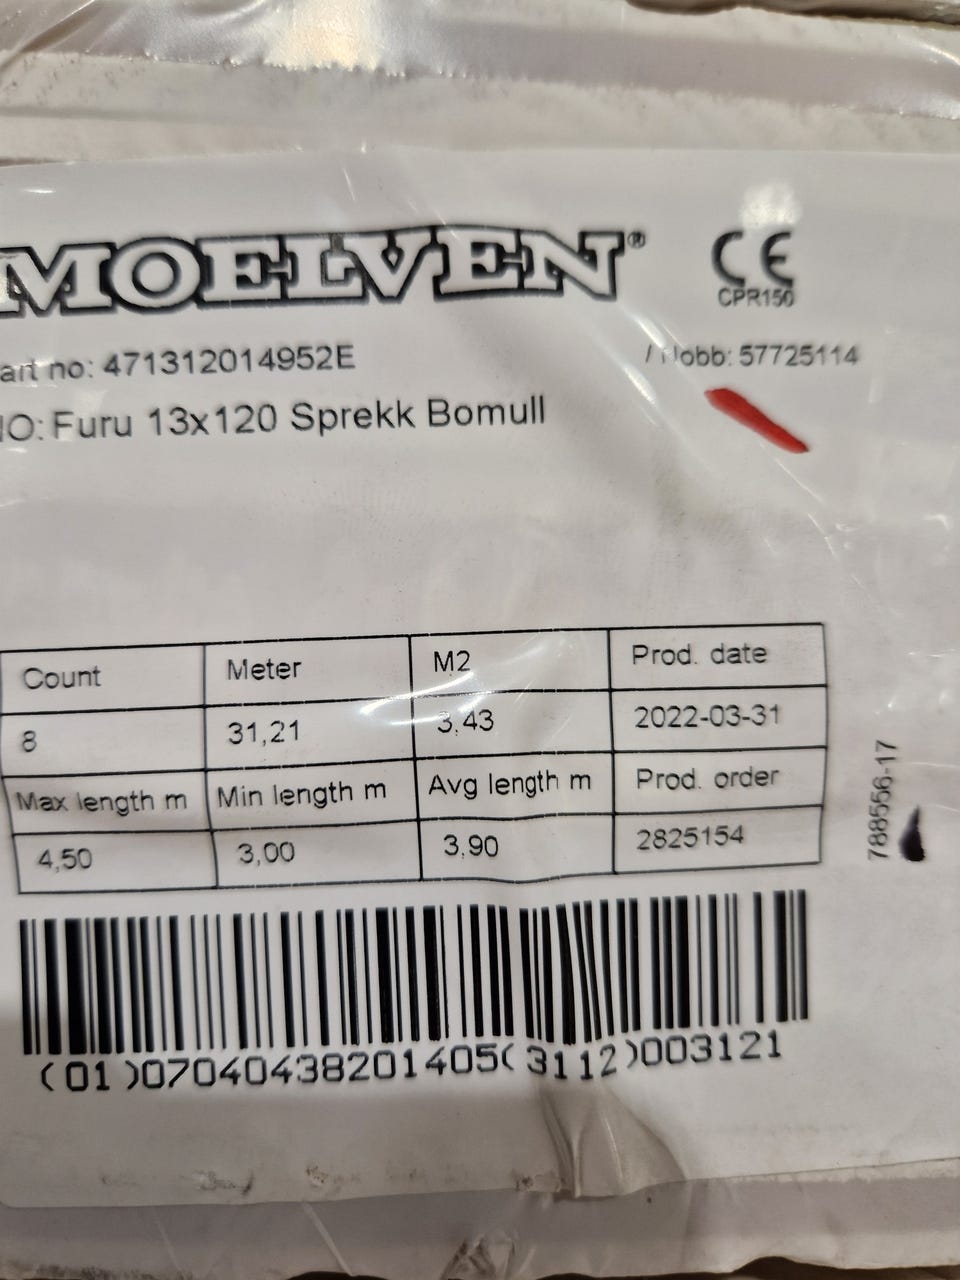 MOELVEN®
CE
CPR150
art no: 471312014952E
/ Nobb: 57725114
NO: Furu 13x120 Sprekk Bomull
Count Meter M2 Prod. date
8 31,21 3,43 2022-03-31
Max length m Min length m Avg length m Prod. order
4,50 3,00 3,90 2825154
788556-17
(01)07040438201405(3112)003121